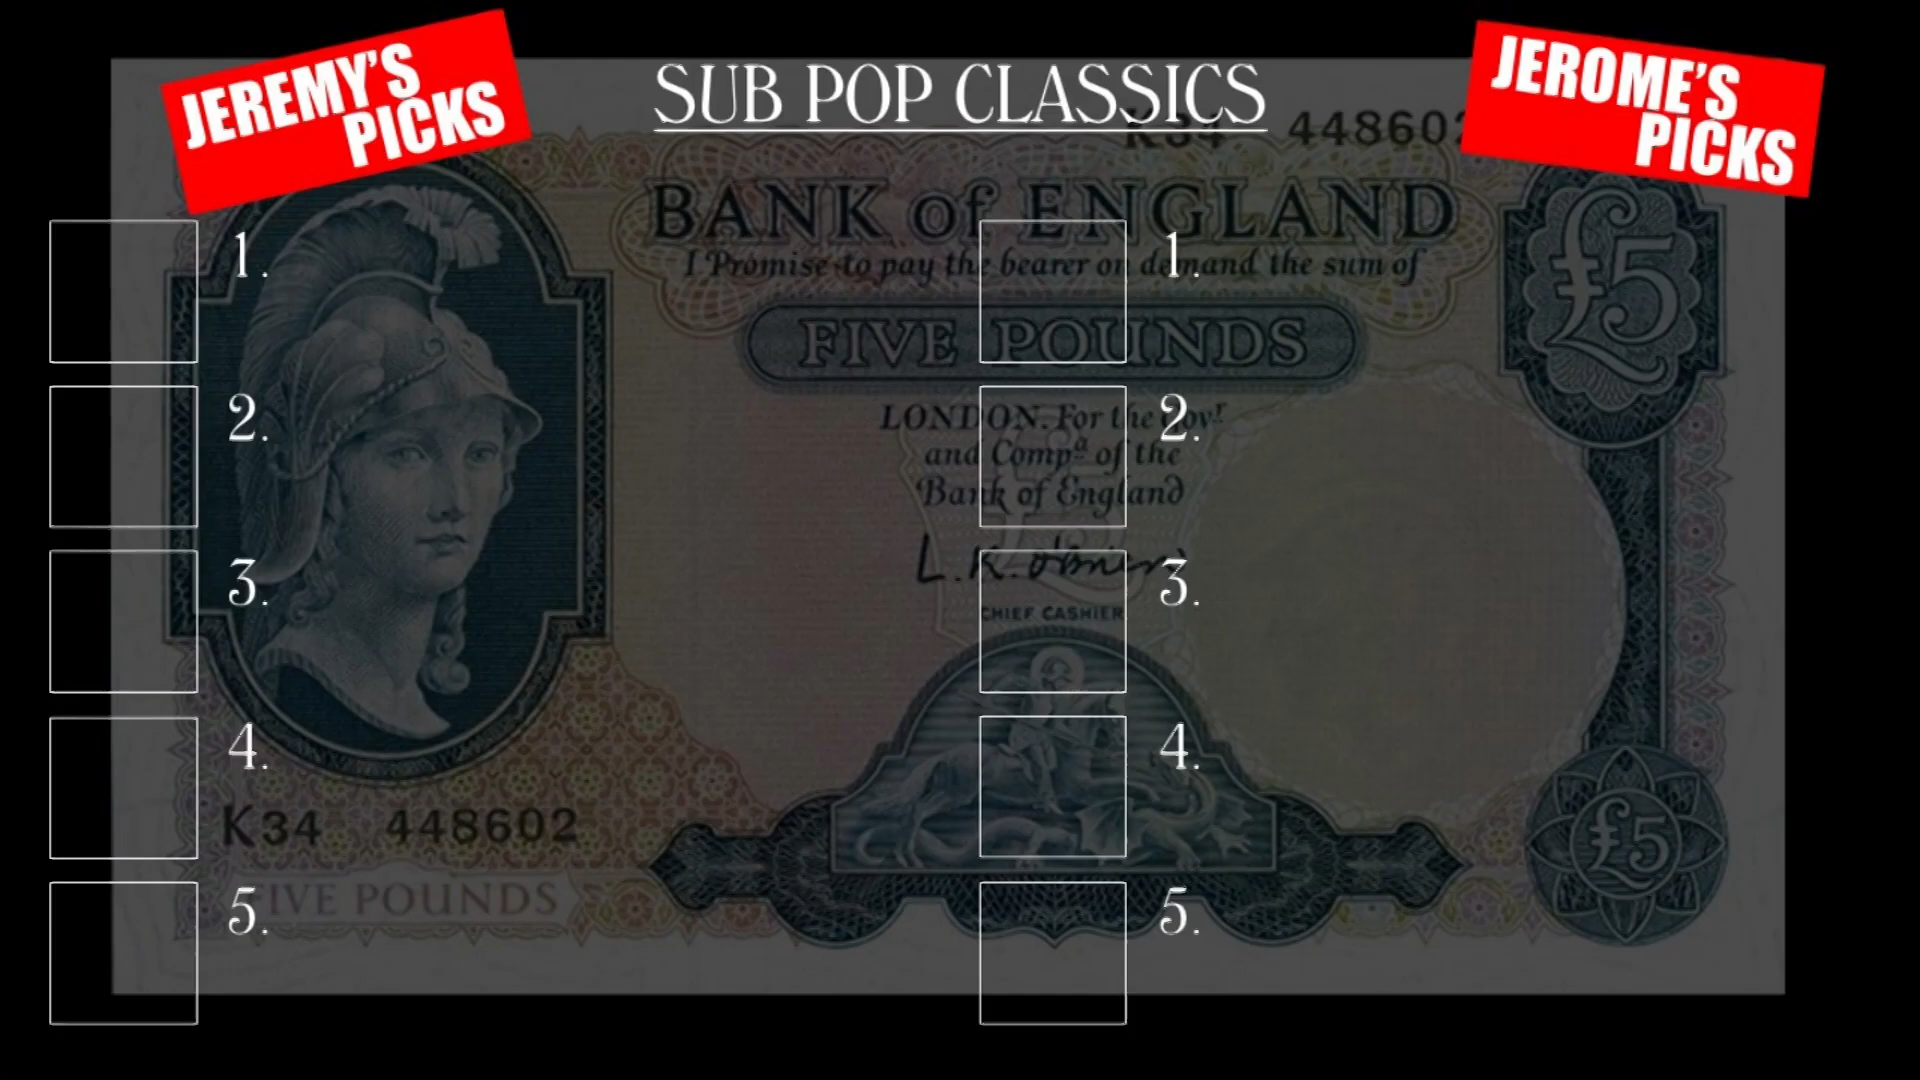 JEREMY'S
PICKS
SUB POP CLASSICS
JEROME'S
PICKS
K34 448602
BANK of ENGLAND
I Promise to pay the bearer on demand the sum of
FIVE POUNDS
£5
LONDON. For the Govr
and Compa of the
Bank of England
L.K. O'Brien
CHIEF CASHIER
1.
2.
3.
4.
5.
1.
2.
3.
4.
5.
K34 448602
FIVE POUNDS
£5